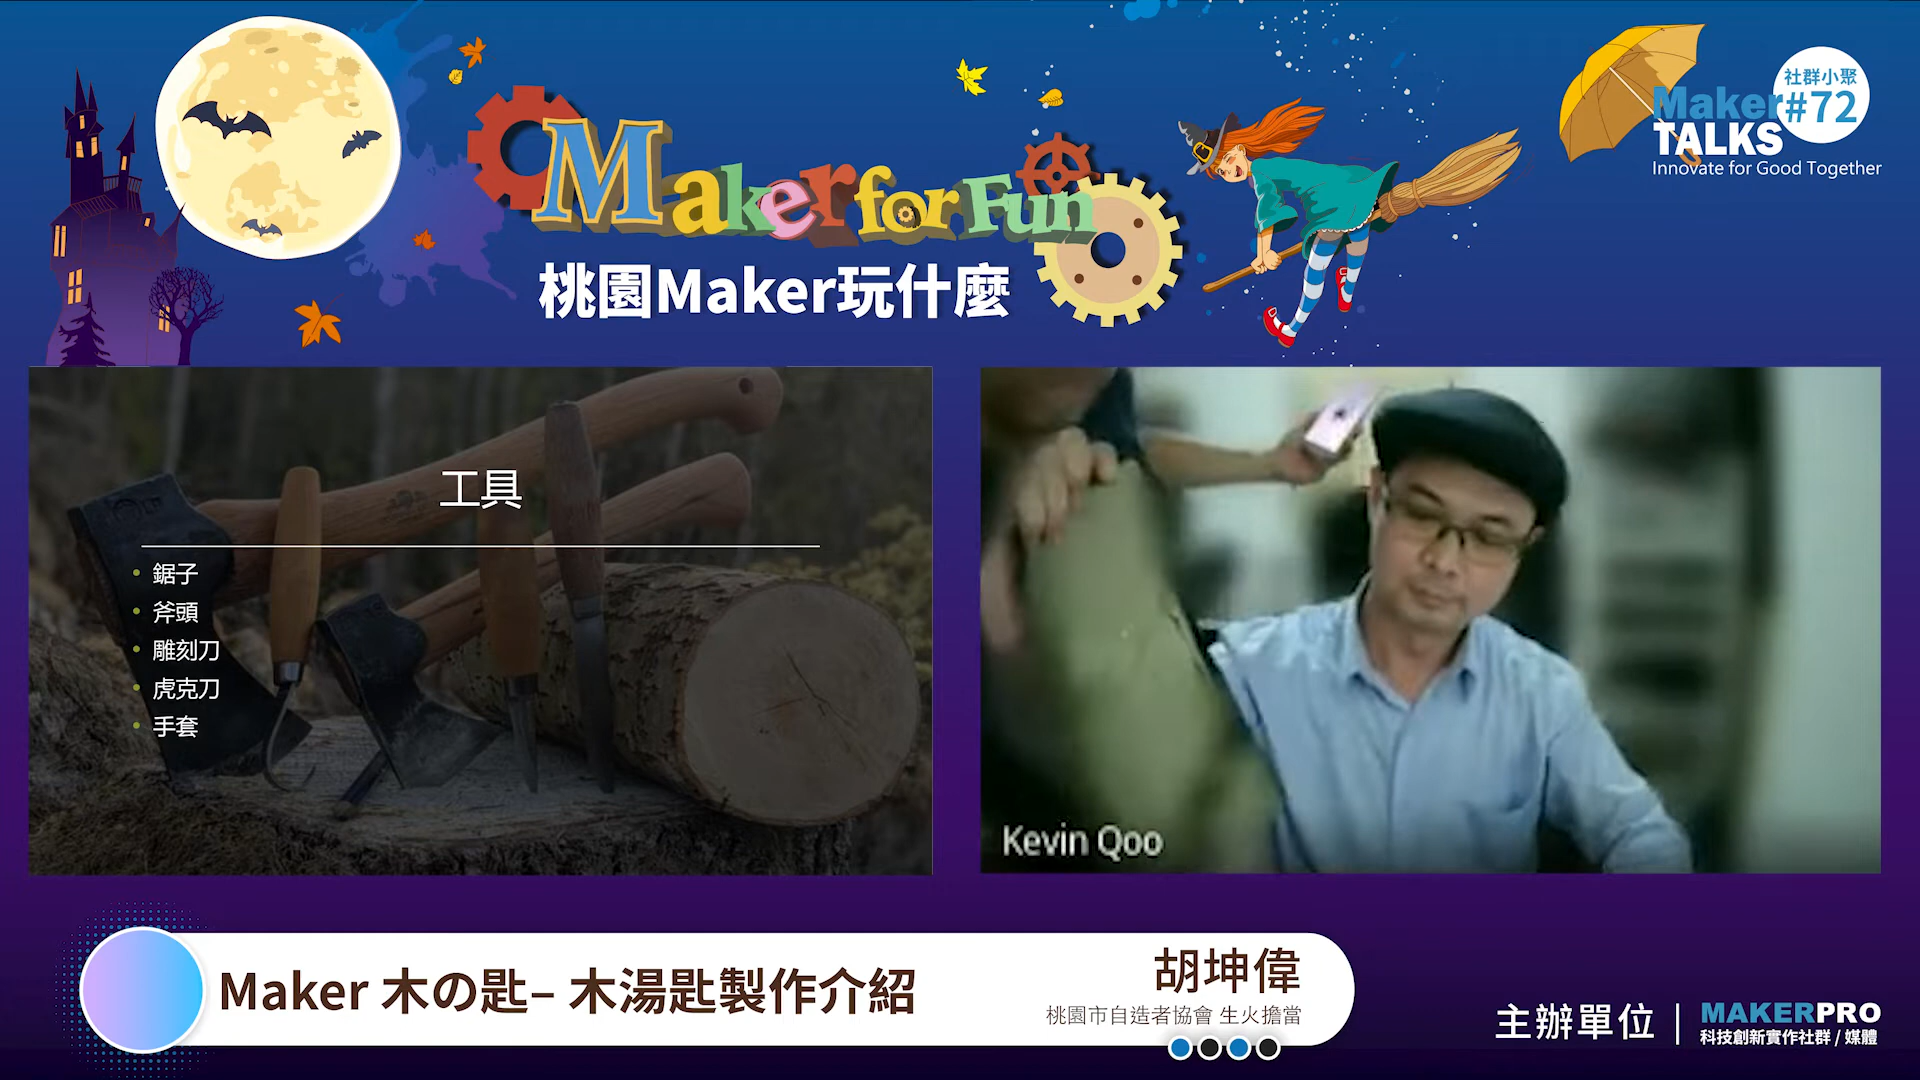 Maker for Fun
桃園Maker玩什麼
社群小聚
#72
Maker
TALKS
Innovate for Good Together
工具
鋸子
斧頭
雕刻刀
虎克刀
手套
Kevin Qoo
Maker 木の匙– 木湯匙製作介紹
胡坤偉
桃園市自造者協會 生火擔當
主辦單位 | MAKERPRO
科技創新實作社群 / 媒體